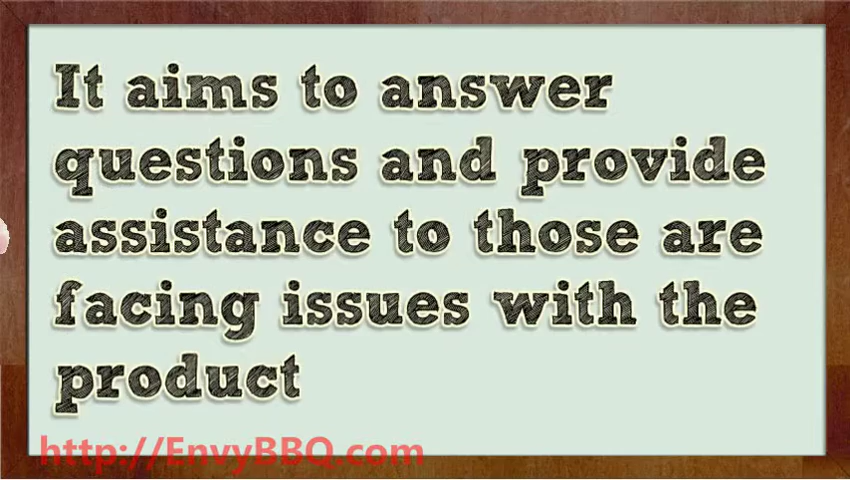 It aims to answer
questions and provide
assistance to those are
facing issues with the
product
http://EnvyBBQ.com